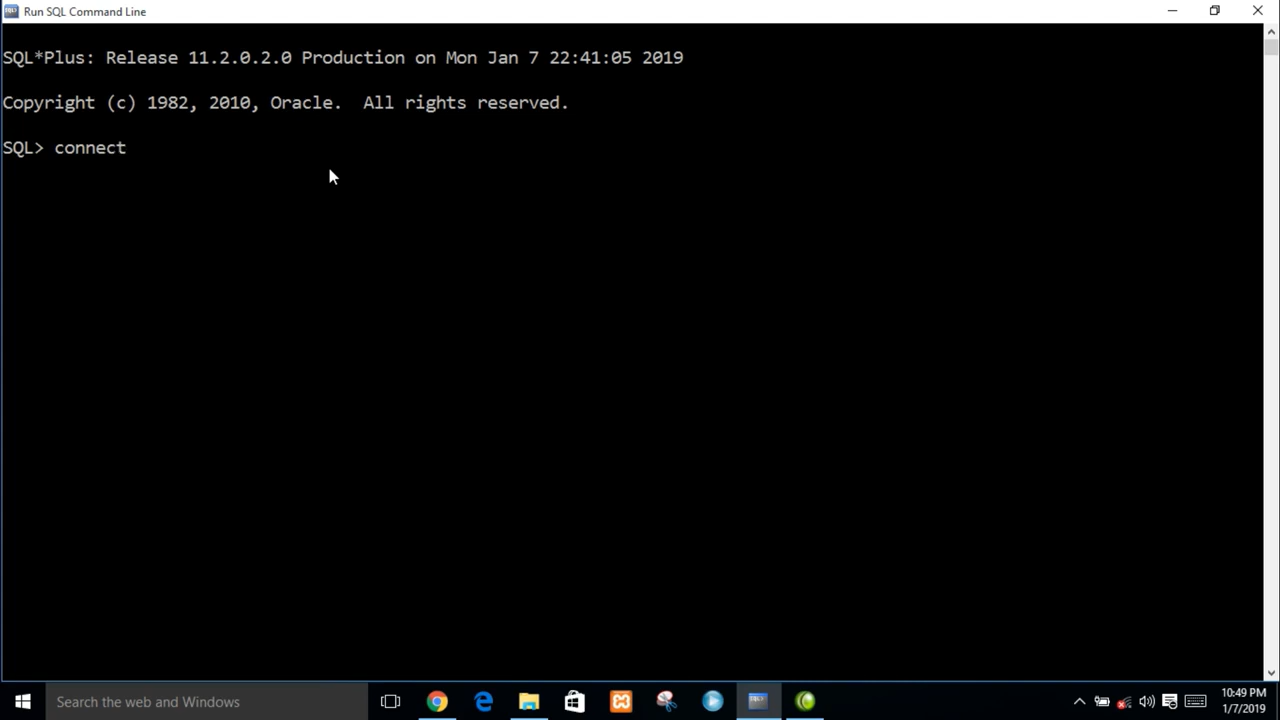 Run SQL Command Line
SQL*Plus: Release 11.2.0.2.0 Production on Mon Jan 7 22:41:05 2019
Copyright (c) 1982, 2010, Oracle.  All rights reserved.
SQL> connect
Search the web and Windows
10:49 PM
1/7/2019